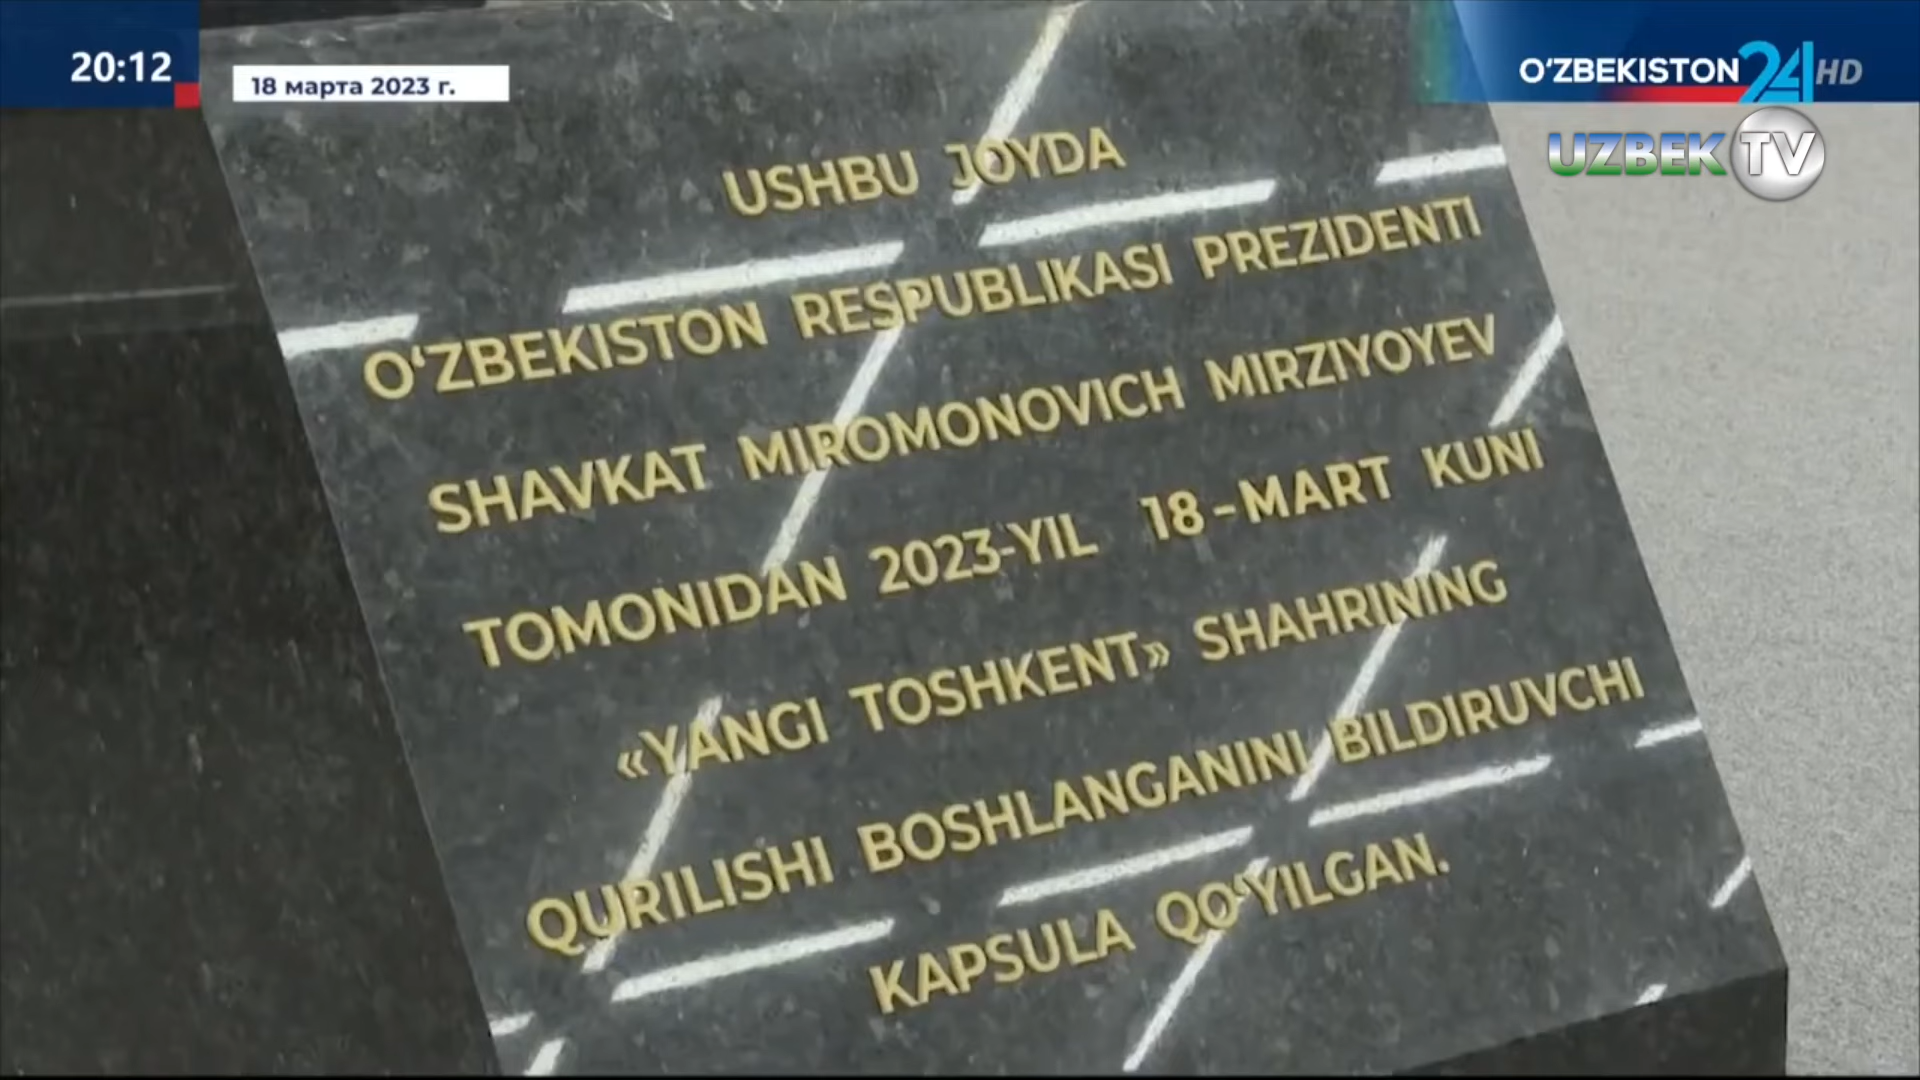 20:12
18 марта 2023 г.
O‘ZBEKISTON 24 HD
UZBEK TV
USHBU JOYDA
O‘ZBEKISTON RESPUBLIKASI PREZIDENTI
SHAVKAT MIROMONOVICH MIRZIYOYEV
TOMONIDAN 2023-YIL 18-MART KUNI
«YANGI TOSHKENT» SHAHRINING
QURILISHI BOSHLANGANINI BILDIRUVCHI
KAPSULA QO‘YILGAN.